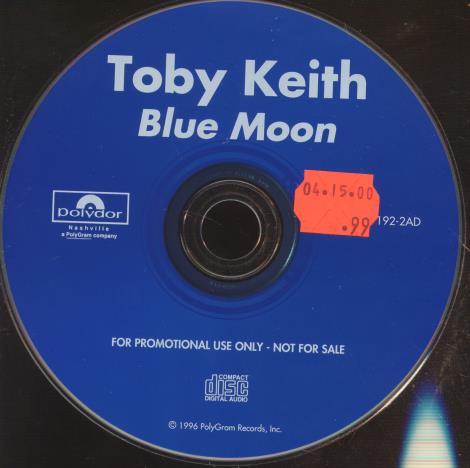 Toby Keith
Blue Moon
04.15.00
.99
192-2AD
polydor
Nashville
a PolyGram company
FOR PROMOTIONAL USE ONLY - NOT FOR SALE
COMPACT
disc
DIGITAL AUDIO
© 1996 PolyGram Records, Inc.